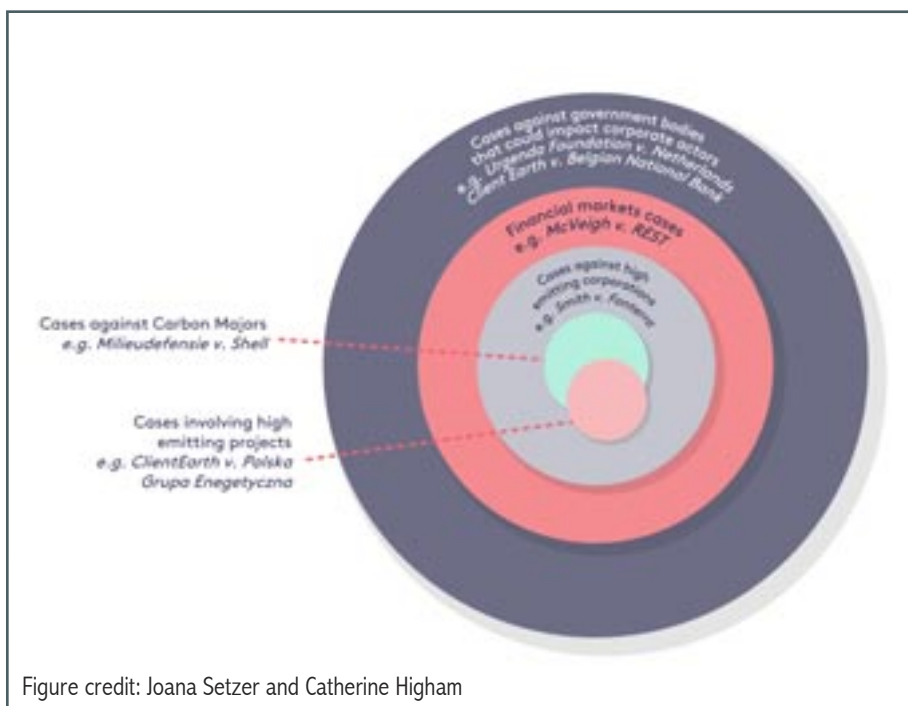 Cases against government bodies
that could impact corporate actors
e.g. Urgenda Foundation v. Netherlands
Client Earth v. Belgian National Bank
Financial markets cases
e.g. McVeigh v. REST
Cases against high
emitting corporations
e.g. Smith v. Fonterra
Cases against Carbon Majors
e.g. Milieudefensie v. Shell
Cases involving high
emitting projects
e.g. ClientEarth v. Polska
Grupa Enegetyczna
Figure credit: Joana Setzer and Catherine Higham